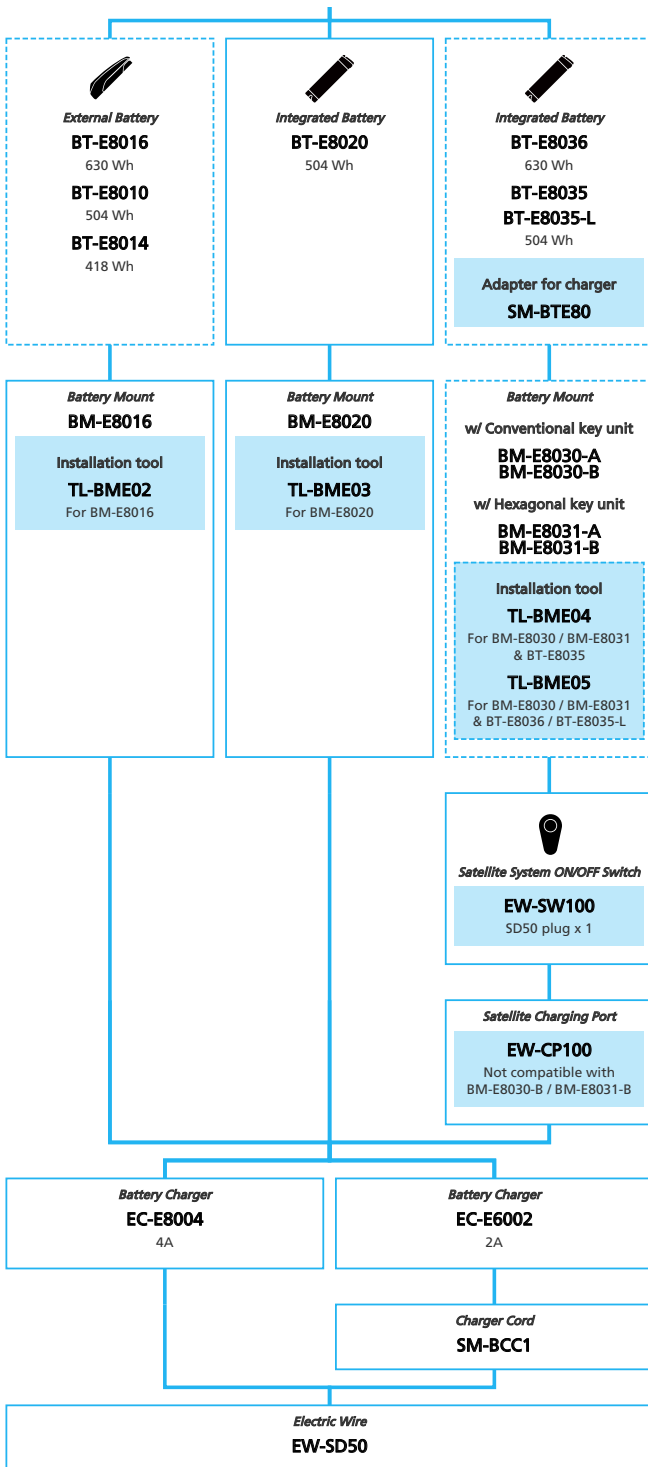 External Battery
BT-E8016
630 Wh
BT-E8010
504 Wh
BT-E8014
418 Wh
Integrated Battery
BT-E8020
504 Wh
Integrated Battery
BT-E8036
630 Wh
BT-E8035
BT-E8035-L
504 Wh
Adapter for charger
SM-BTE80
Battery Mount
BM-E8016
Installation tool
TL-BME02
For BM-E8016
Battery Mount
BM-E8020
Installation tool
TL-BME03
For BM-E8020
Battery Mount
w/ Conventional key unit
BM-E8030-A
BM-E8030-B
w/ Hexagonal key unit
BM-E8031-A
BM-E8031-B
Installation tool
TL-BME04
For BM-E8030 / BM-E8031
& BT-E8035
TL-BME05
For BM-E8030 / BM-E8031
& BT-E8036 / BT-E8035-L
Satellite System ON/OFF Switch
EW-SW100
SD50 plug x 1
Satellite Charging Port
EW-CP100
Not compatible with
BM-E8030-B / BM-E8031-B
Battery Charger
EC-E8004
4A
Battery Charger
EC-E6002
2A
Charger Cord
SM-BCC1
Electric Wire
EW-SD50